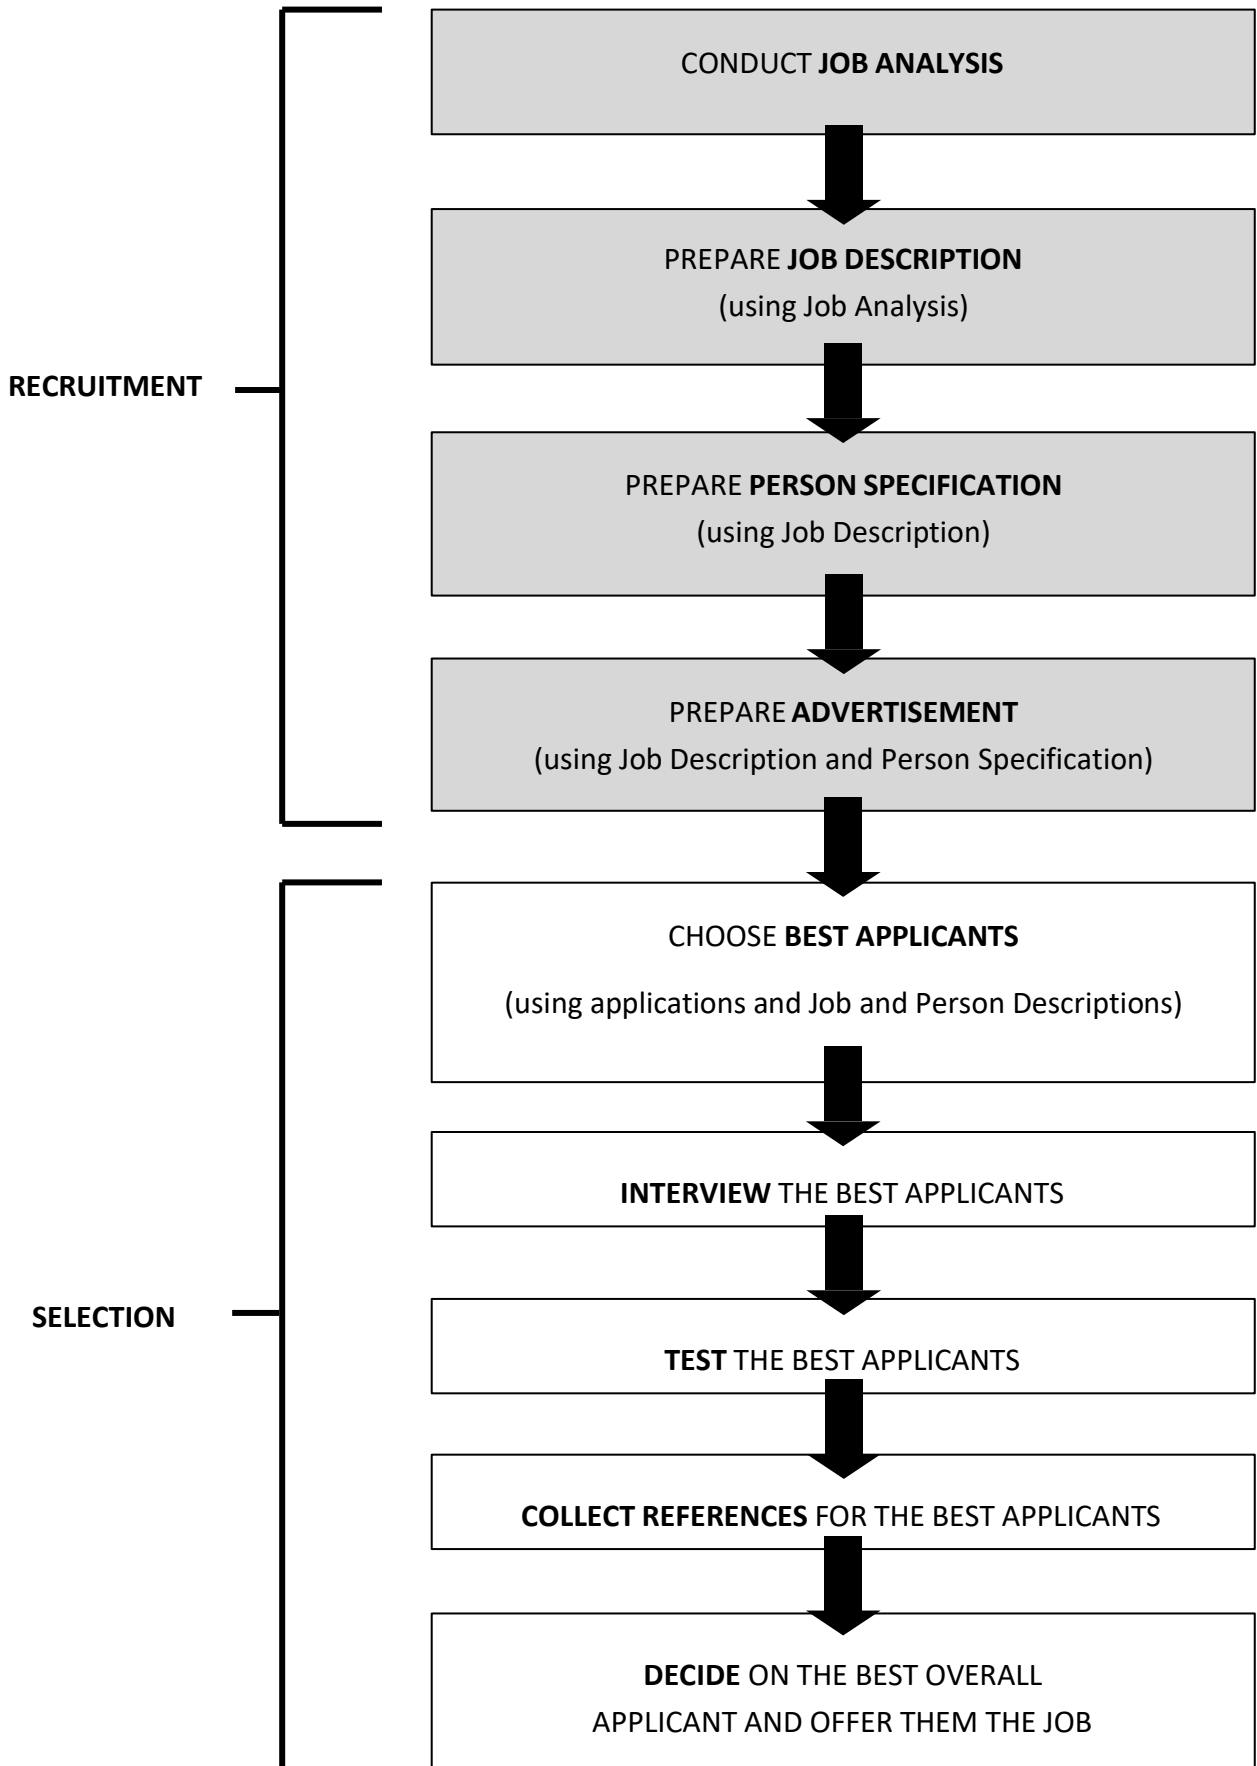 CONDUCT JOB ANALYSIS
PREPARE JOB DESCRIPTION
(using Job Analysis)
RECRUITMENT
PREPARE PERSON SPECIFICATION
(using Job Description)
PREPARE ADVERTISEMENT
(using Job Description and Person Specification)
CHOOSE BEST APPLICANTS
(using applications and Job and Person Descriptions)
INTERVIEW THE BEST APPLICANTS
SELECTION
TEST THE BEST APPLICANTS
COLLECT REFERENCES FOR THE BEST APPLICANTS
DECIDE ON THE BEST OVERALL
APPLICANT AND OFFER THEM THE JOB